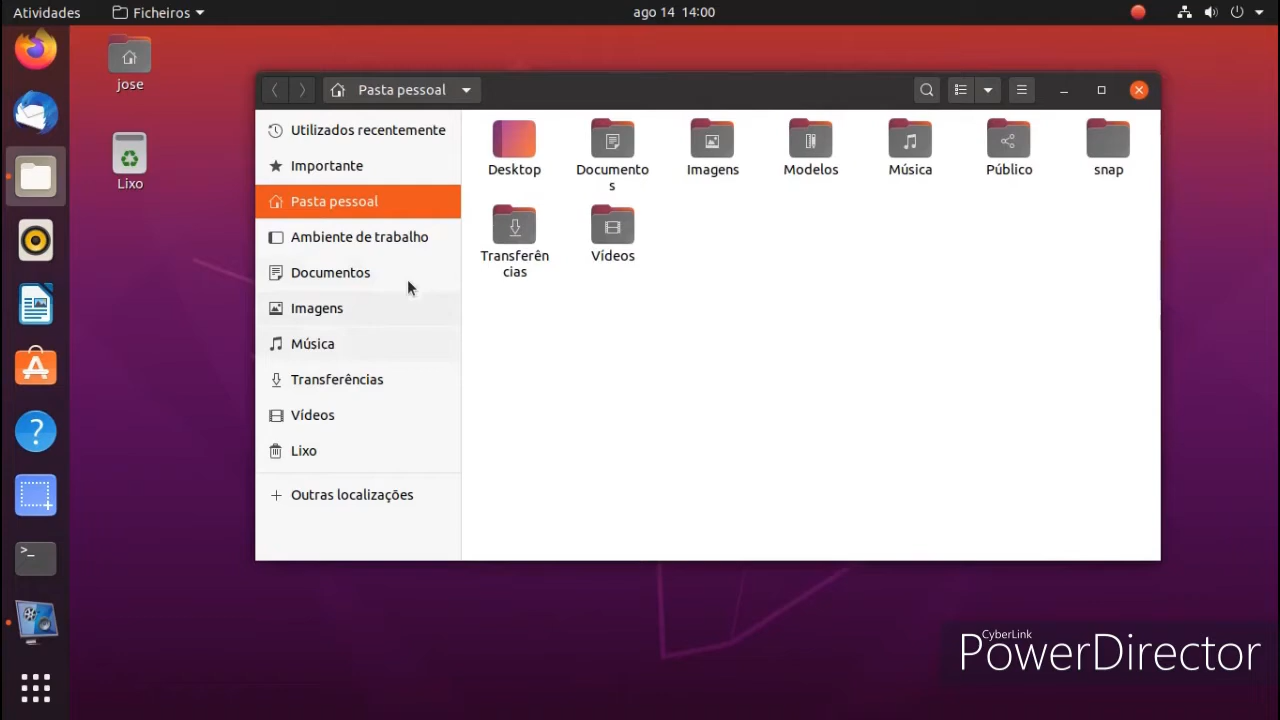 Atividades
Ficheiros
ago 14 14:00
jose
Lixo
Pasta pessoal
Utilizados recentemente
Importante
Pasta pessoal
Ambiente de trabalho
Documentos
Imagens
Música
Transferências
Vídeos
Lixo
Outras localizações
Desktop
Documento
s
Imagens
Modelos
Música
Público
snap
Transferên
cias
Vídeos
CyberLink
PowerDirector